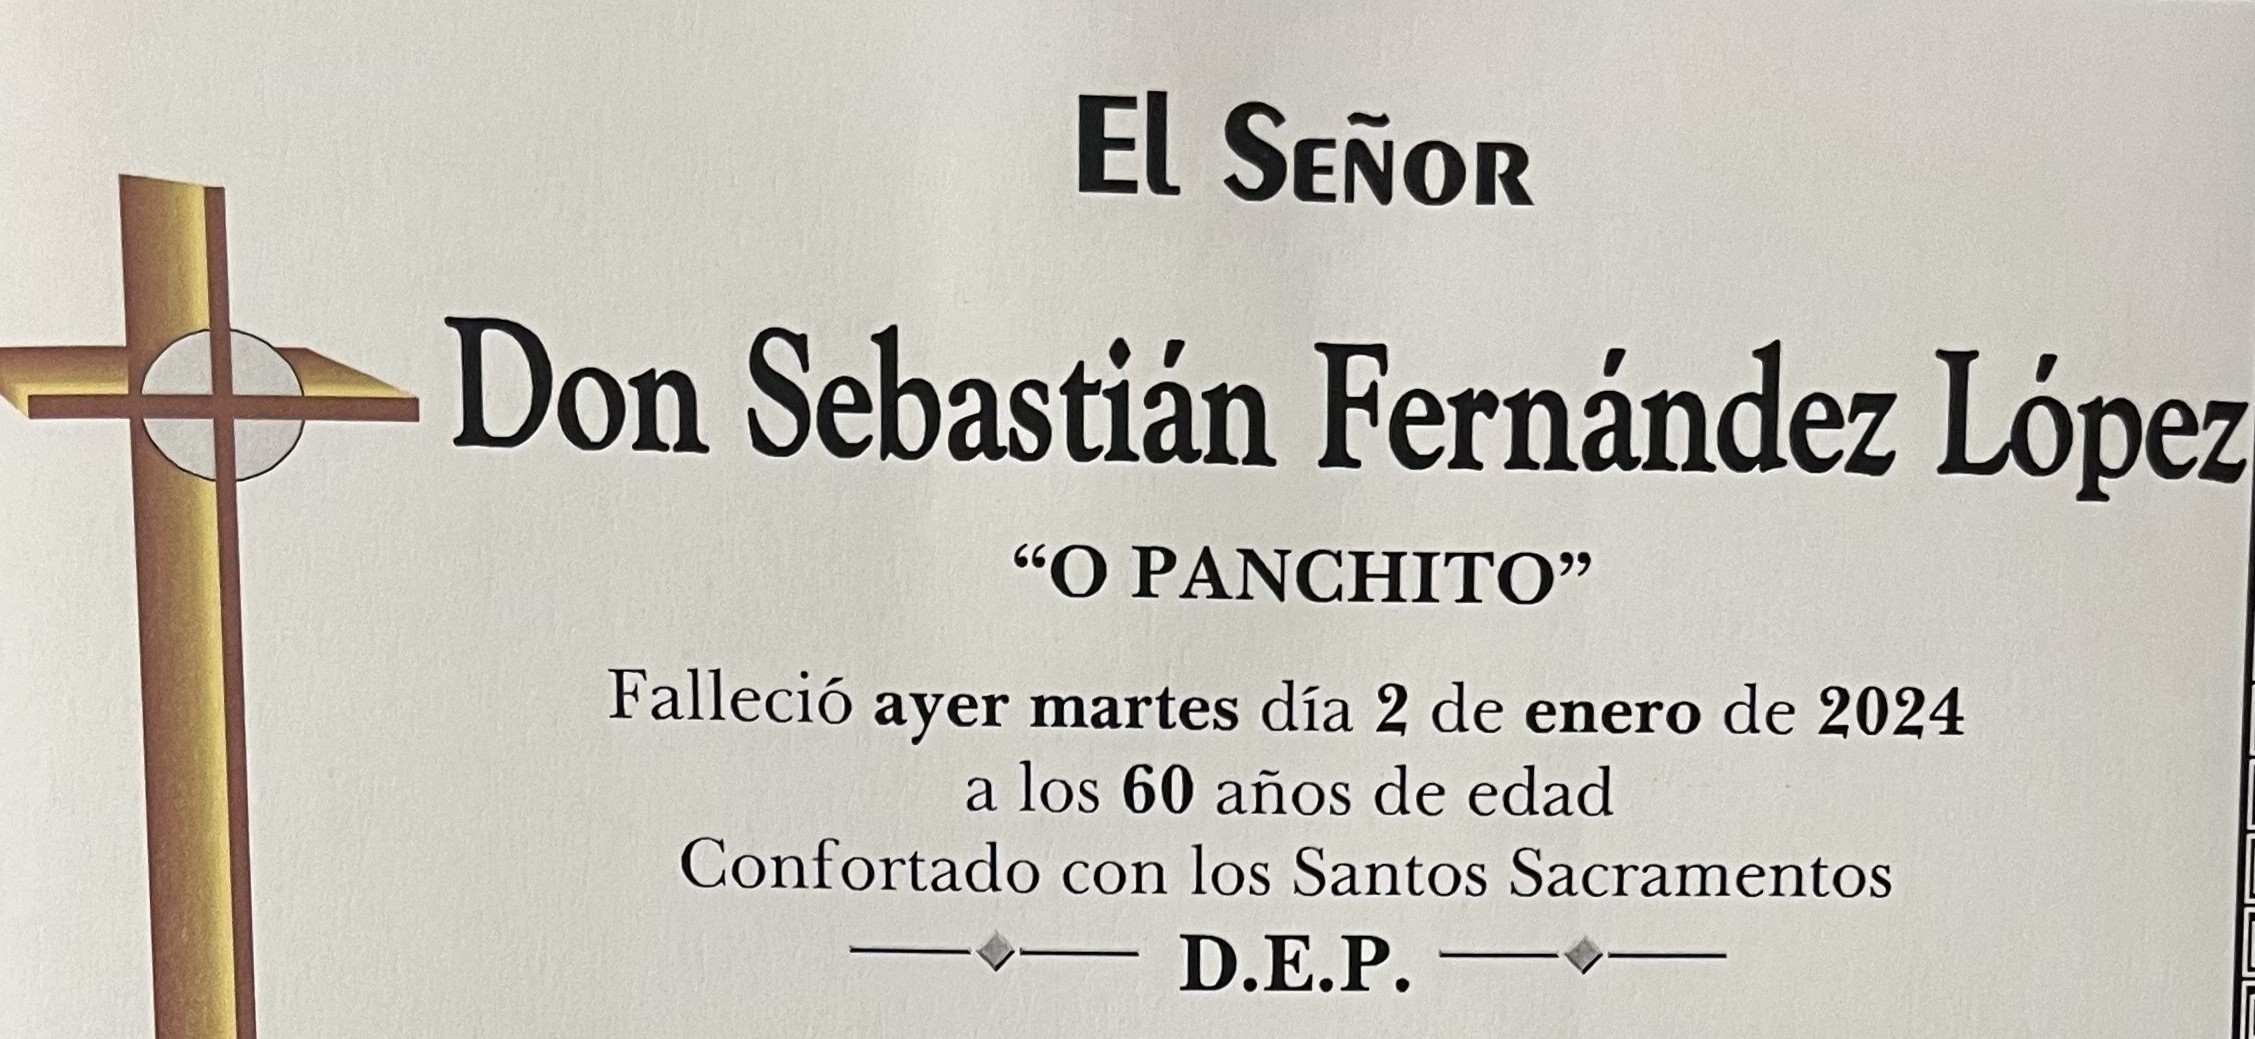 El Señor
Don Sebastián Fernández López
“O PANCHITO”
Falleció ayer martes día 2 de enero de 2024
a los 60 años de edad
Confortado con los Santos Sacramentos
D.E.P.